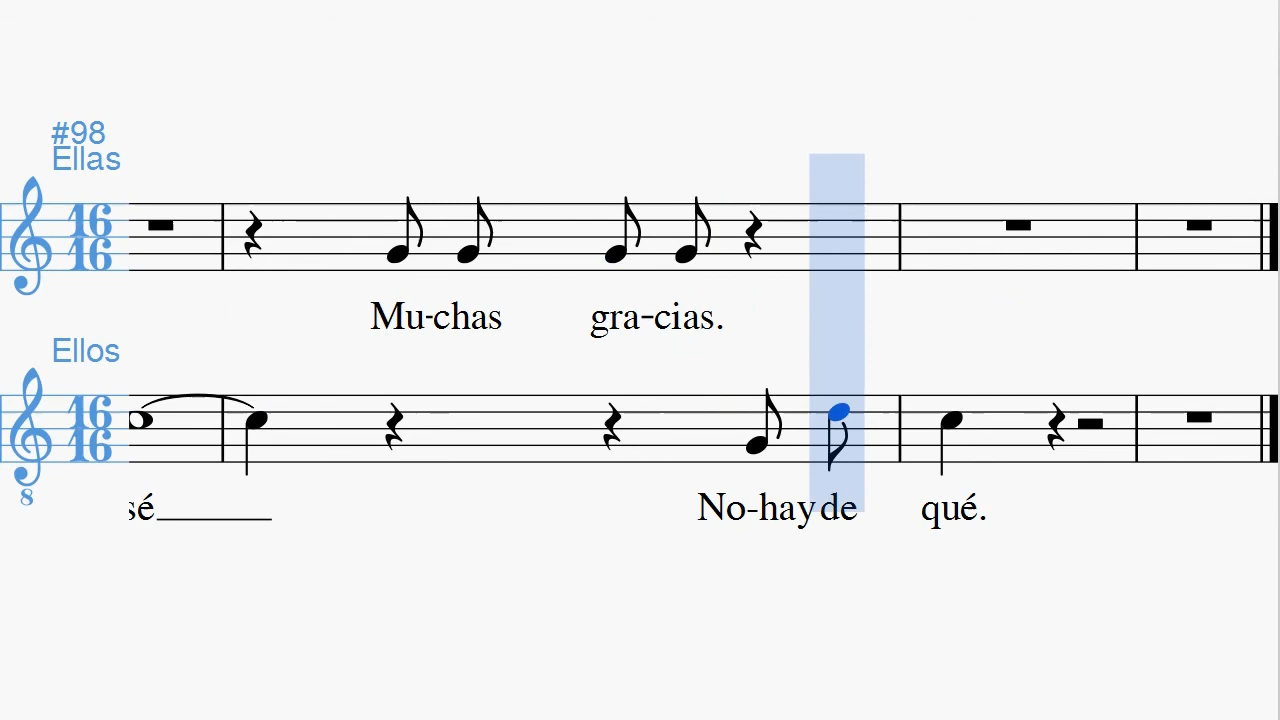 #98
Ellas
16
16
Mu-chas gra-cias.
Ellos
16
16
8
sé No-hay de qué.